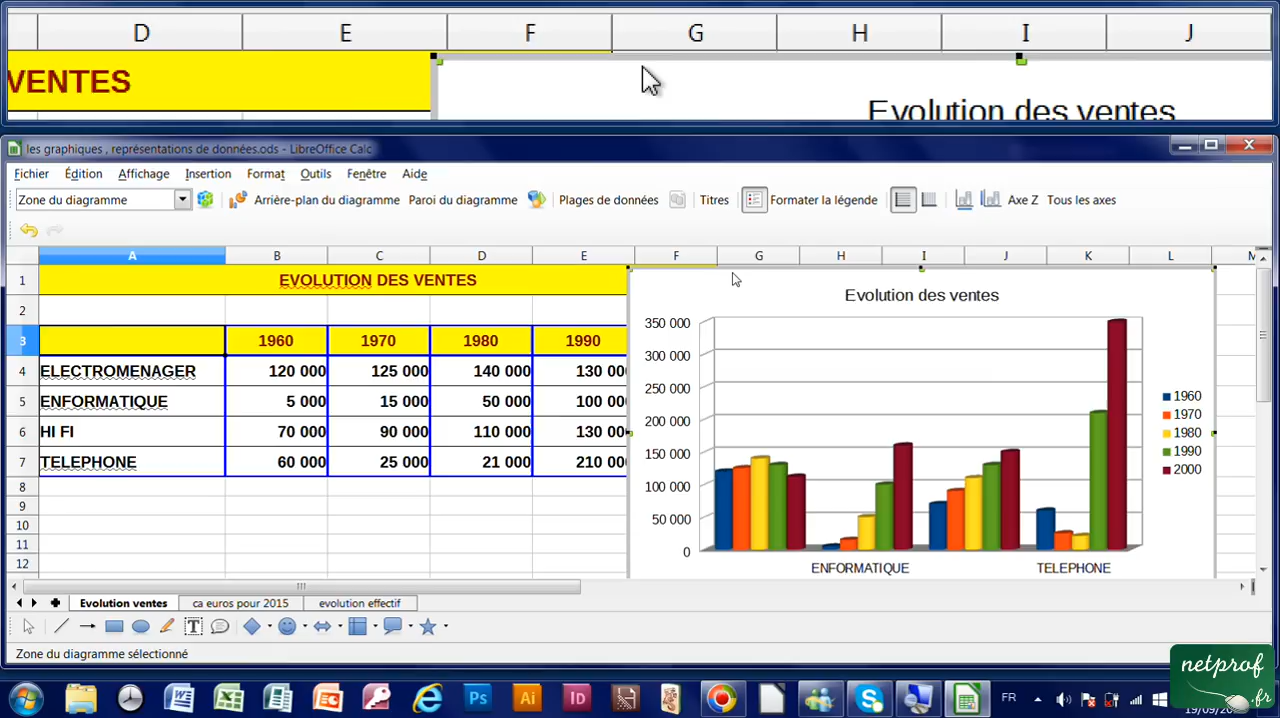 D E F G H I J
VENTES
Evolution des ventes
les graphiques , représentations de données.ods - LibreOffice Calc
Fichier Édition Affichage Insertion Format Outils Fenêtre Aide
Zone du diagramme Arrière-plan du diagramme Paroi du diagramme Plages de données Titres Formater la légende Axe Z Tous les axes
A B C D E F G H I J K L M
1 EVOLUTION DES VENTES
2
3 1960 1970 1980 1990
4 ELECTROMENAGER 120 000 125 000 140 000 130 00
5 ENFORMATIQUE 5 000 15 000 50 000 100 00
6 HI FI 70 000 90 000 110 000 130 00
7 TELEPHONE 60 000 25 000 21 000 210 00
8
9
10
11
12
Evolution des ventes
350 000
300 000
250 000
200 000
150 000
100 000
50 000
0
ENFORMATIQUE TELEPHONE
1960
1970
1980
1990
2000
Evolution ventes ca euros pour 2015 evolution effectif
T
Zone du diagramme sélectionné
netprof
.fr
Ps Ai Id FR